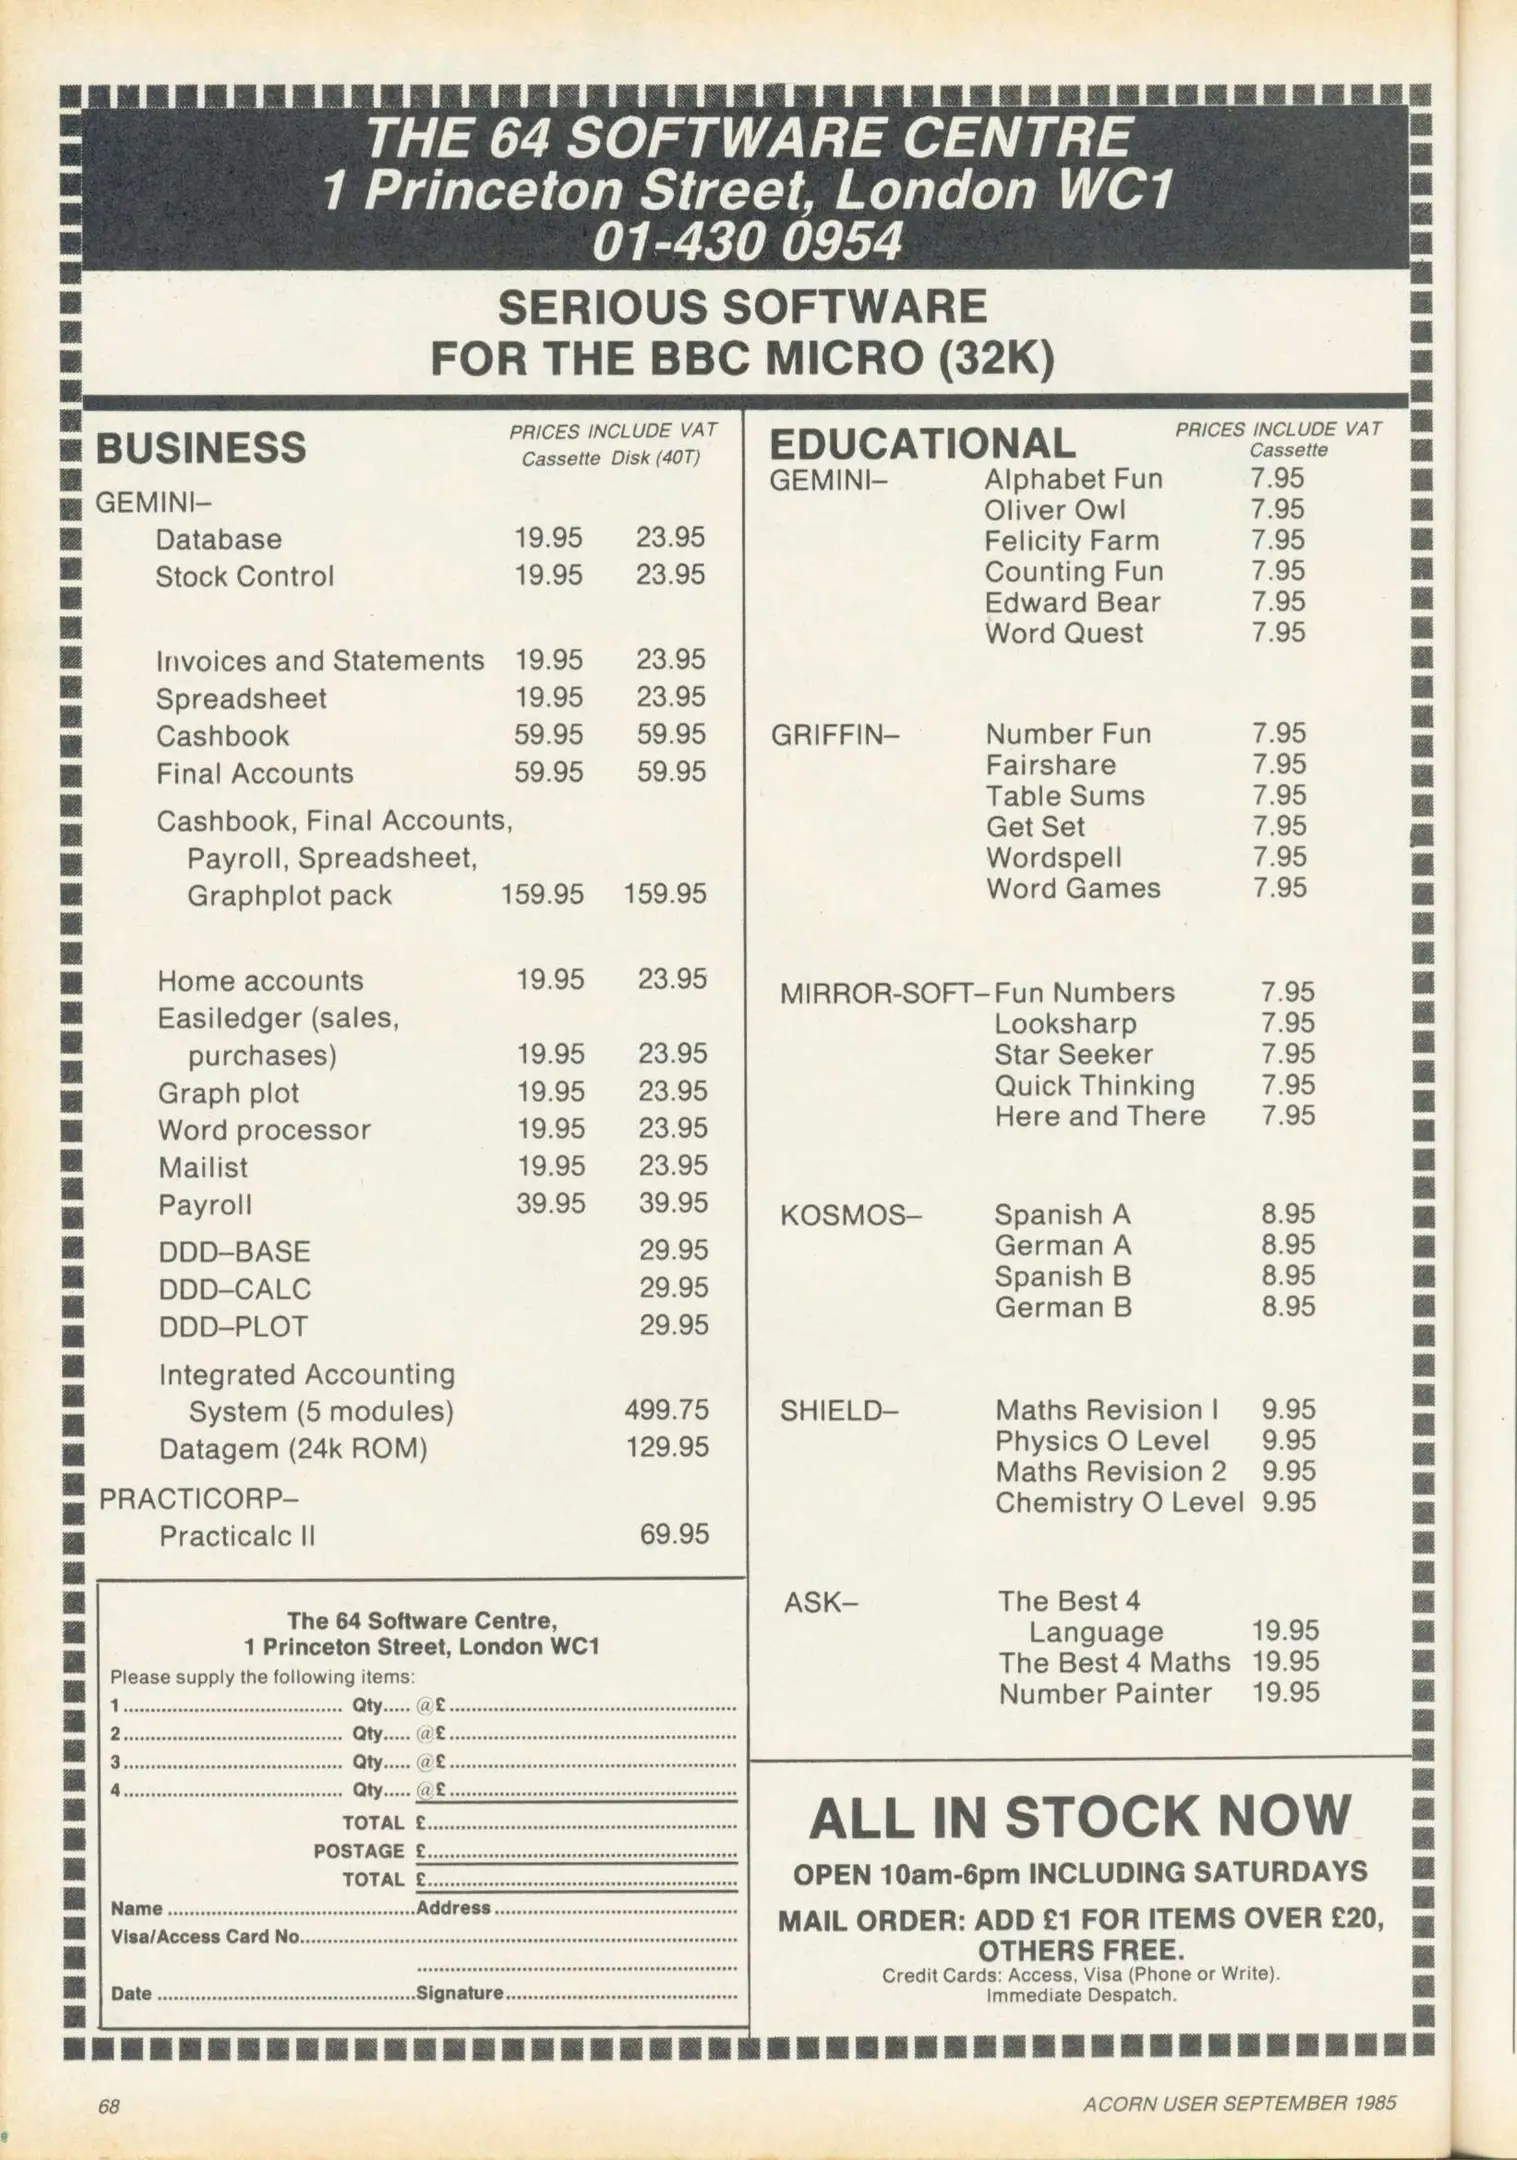 THE 64 SOFTWARE CENTRE
1 Princeton Street, London WC1
01-430 0954
SERIOUS SOFTWARE
FOR THE BBC MICRO (32K)
BUSINESS PRICES INCLUDE VAT
Cassette Disk (40T)
GEMINI–
Database 19.95 23.95
Stock Control 19.95 23.95
Invoices and Statements 19.95 23.95
Spreadsheet 19.95 23.95
Cashbook 59.95 59.95
Final Accounts 59.95 59.95
Cashbook, Final Accounts,
Payroll, Spreadsheet,
Graphplot pack 159.95 159.95
Home accounts 19.95 23.95
Easiledger (sales,
purchases) 19.95 23.95
Graph plot 19.95 23.95
Word processor 19.95 23.95
Mailist 19.95 23.95
Payroll 39.95 39.95
DDD–BASE 29.95
DDD–CALC 29.95
DDD–PLOT 29.95
Integrated Accounting
System (5 modules) 499.75
Datagem (24k ROM) 129.95
PRACTICORP–
Practicalc II 69.95
The 64 Software Centre,
1 Princeton Street, London WC1
Please supply the following items:
1........................................ Qty..... @£....................................................
2........................................ Qty..... @£....................................................
3........................................ Qty..... @£....................................................
4........................................ Qty..... @£....................................................
TOTAL £........................................................
POSTAGE £........................................................
TOTAL £........................................................
Name.............................................Address............................................
Visa/Access Card No................................................................................
..........................................................
Date...............................................Signature..........................................
EDUCATIONAL PRICES INCLUDE VAT
Cassette
GEMINI– Alphabet Fun 7.95
Oliver Owl 7.95
Felicity Farm 7.95
Counting Fun 7.95
Edward Bear 7.95
Word Quest 7.95
GRIFFIN– Number Fun 7.95
Fairshare 7.95
Table Sums 7.95
Get Set 7.95
Wordspell 7.95
Word Games 7.95
MIRROR-SOFT– Fun Numbers 7.95
Looksharp 7.95
Star Seeker 7.95
Quick Thinking 7.95
Here and There 7.95
KOSMOS– Spanish A 8.95
German A 8.95
Spanish B 8.95
German B 8.95
SHIELD– Maths Revision I 9.95
Physics O Level 9.95
Maths Revision 2 9.95
Chemistry O Level 9.95
ASK– The Best 4
Language 19.95
The Best 4 Maths 19.95
Number Painter 19.95
ALL IN STOCK NOW
OPEN 10am-6pm INCLUDING SATURDAYS
MAIL ORDER: ADD £1 FOR ITEMS OVER £20,
OTHERS FREE.
Credit Cards: Access, Visa (Phone or Write).
Immediate Despatch.
68 ACORN USER SEPTEMBER 1985